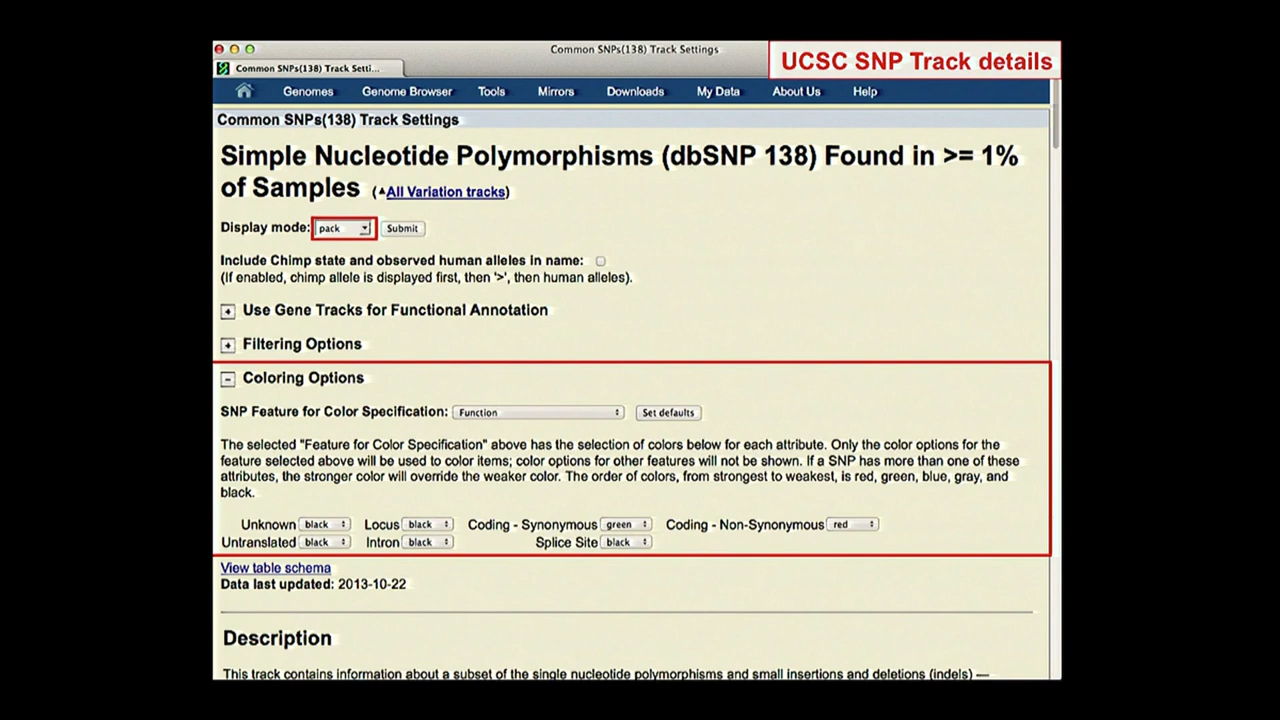 Common SNPs(138) Track Settings
UCSC SNP Track details
Common SNPs(138) Track Setti...
Genomes Genome Browser Tools Mirrors Downloads My Data About Us Help
Common SNPs(138) Track Settings
Simple Nucleotide Polymorphisms (dbSNP 138) Found in >= 1%
of Samples (▲All Variation tracks)
Display mode: pack Submit
Include Chimp state and observed human alleles in name:
(If enabled, chimp allele is displayed first, then '>', then human alleles).
+ Use Gene Tracks for Functional Annotation
+ Filtering Options
− Coloring Options
SNP Feature for Color Specification: Function Set defaults
The selected "Feature for Color Specification" above has the selection of colors below for each attribute. Only the color options for the
feature selected above will be used to color items; color options for other features will not be shown. If a SNP has more than one of these
attributes, the stronger color will override the weaker color. The order of colors, from strongest to weakest, is red, green, blue, gray, and
black.
Unknown black Locus black Coding - Synonymous green Coding - Non-Synonymous red
Untranslated black Intron black Splice Site black
View table schema
Data last updated: 2013-10-22
Description
This track contains information about a subset of the single nucleotide polymorphisms and small insertions and deletions (indels) —